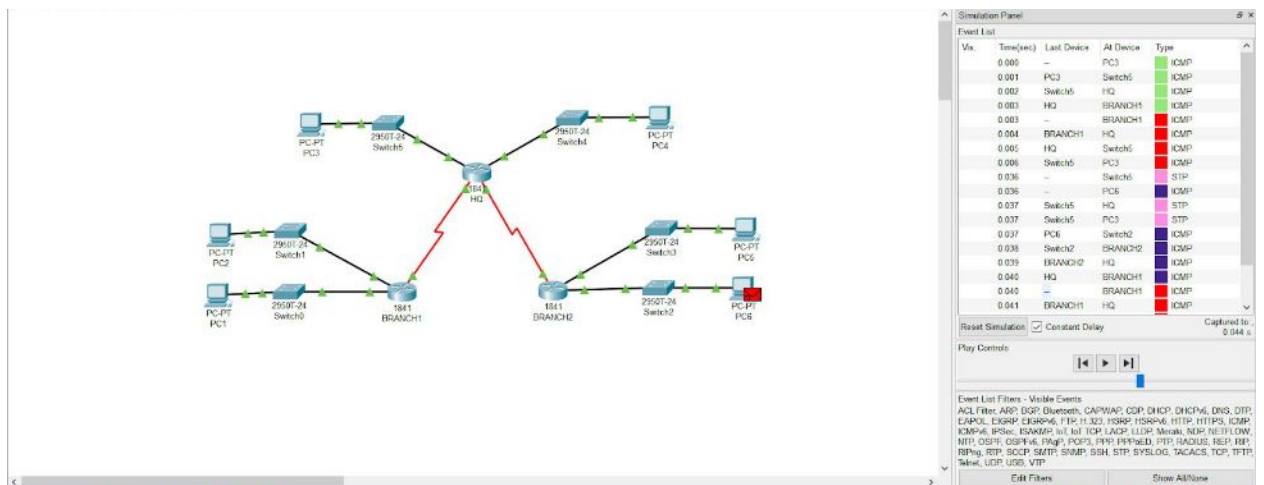 Simulation Panel
Event List
Vis. Time(sec) Last Device At Device Type
0.000 -- PC3 ICMP
0.001 PC3 Switch5 ICMP
0.002 Switch5 HQ ICMP
0.003 HQ BRANCH1 ICMP
0.003 -- BRANCH1 ICMP
0.004 BRANCH1 HQ ICMP
0.005 HQ Switch5 ICMP
0.006 Switch5 PC3 ICMP
0.036 -- Switch5 STP
0.036 -- PC6 ICMP
0.037 Switch5 HQ STP
0.037 Switch5 PC3 STP
0.037 PC6 Switch2 ICMP
0.038 Switch2 BRANCH2 ICMP
0.039 BRANCH2 HQ ICMP
0.040 HQ BRANCH1 ICMP
0.040 -- BRANCH1 ICMP
0.041 BRANCH1 HQ ICMP
Reset Simulation Constant Delay Captured to:
0.044 s
Play Controls
Event List Filters - Visible Events
ACL Filter, ARP, BGP, Bluetooth, CAPWAP, CDP, DHCP, DHCPv6, DNS, DTP,
EAPOL, EIGRP, EIGRPv6, FTP, H.323, HSRP, HSRPv6, HTTP, HTTPS, ICMP,
ICMPv6, IPSec, ISAKMP, IoT, IoT TCP, LACP, LLDP, Meraki, NDP, NETFLOW,
NTP, OSPF, OSPFv6, PAgP, POP3, PPP, PPPoED, PTP, RADIUS, REP, RIP,
RIPng, RTP, SCCP, SMTP, SNMP, SSH, STP, SYSLOG, TACACS, TCP, TFTP,
Telnet, UDP, USB, VTP
Edit Filters Show All/None
PC-PT
PC3
2950T-24
Switch5
2950T-24
Switch4
PC-PT
PC4
1841
HQ
PC-PT
PC2
2950T-24
Switch1
2950T-24
Switch3
PC-PT
PC5
PC-PT
PC1
2950T-24
Switch0
1841
BRANCH1
1841
BRANCH2
2950T-24
Switch2
PC-PT
PC6